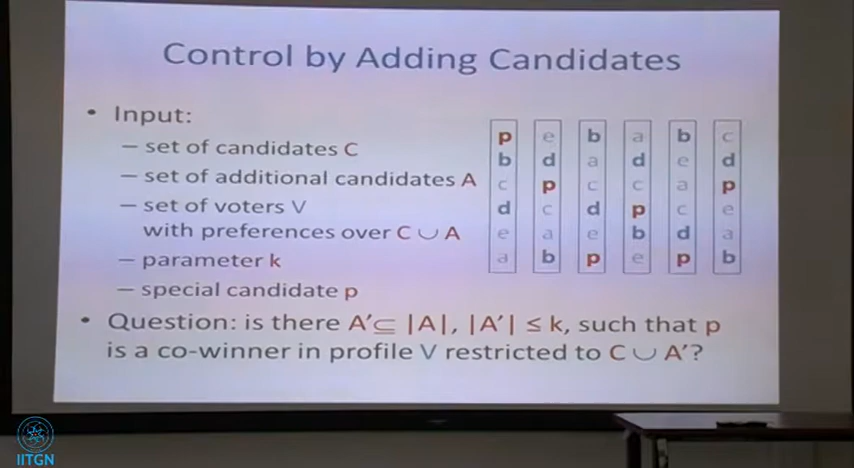 Control by Adding Candidates
• Input:
– set of candidates C
– set of additional candidates A
– set of voters V
with preferences over C ∪ A
– parameter k
– special candidate p
p e b a b c
b d a d e d
c p c c a p
d c d p c e
e a e b d a
a b p e p b
• Question: is there A’⊆ |A|, |A’| ≤ k, such that p
is a co-winner in profile V restricted to C ∪ A’?
IITGN